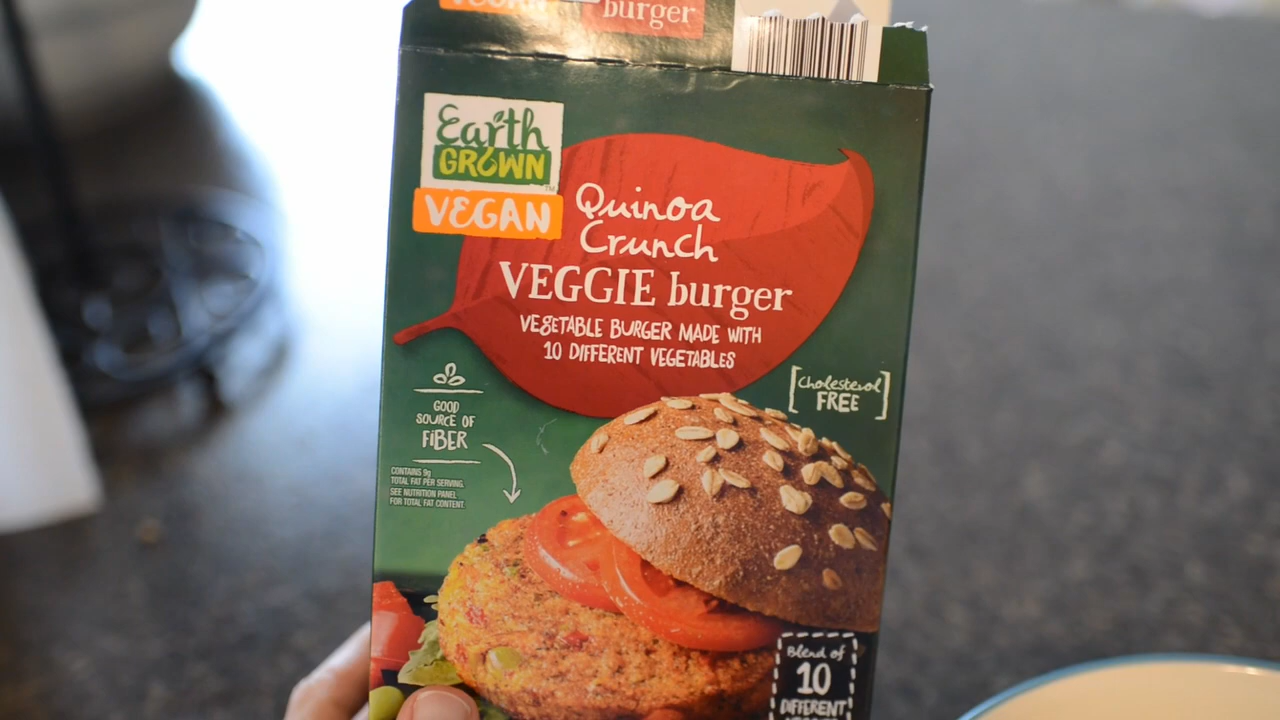 VEGAN
burger
Earth
GROWN
TM
VEGAN
Quinoa
Crunch
VEGGIE burger
VEGETABLE BURGER MADE WITH
10 DIFFERENT VEGETABLES
Cholesterol
FREE
GOOD
SOURCE OF
FIBER
CONTAINS 9g
TOTAL FAT PER SERVING.
SEE NUTRITION PANEL
FOR TOTAL FAT CONTENT.
Blend of
10
DIFFERENT